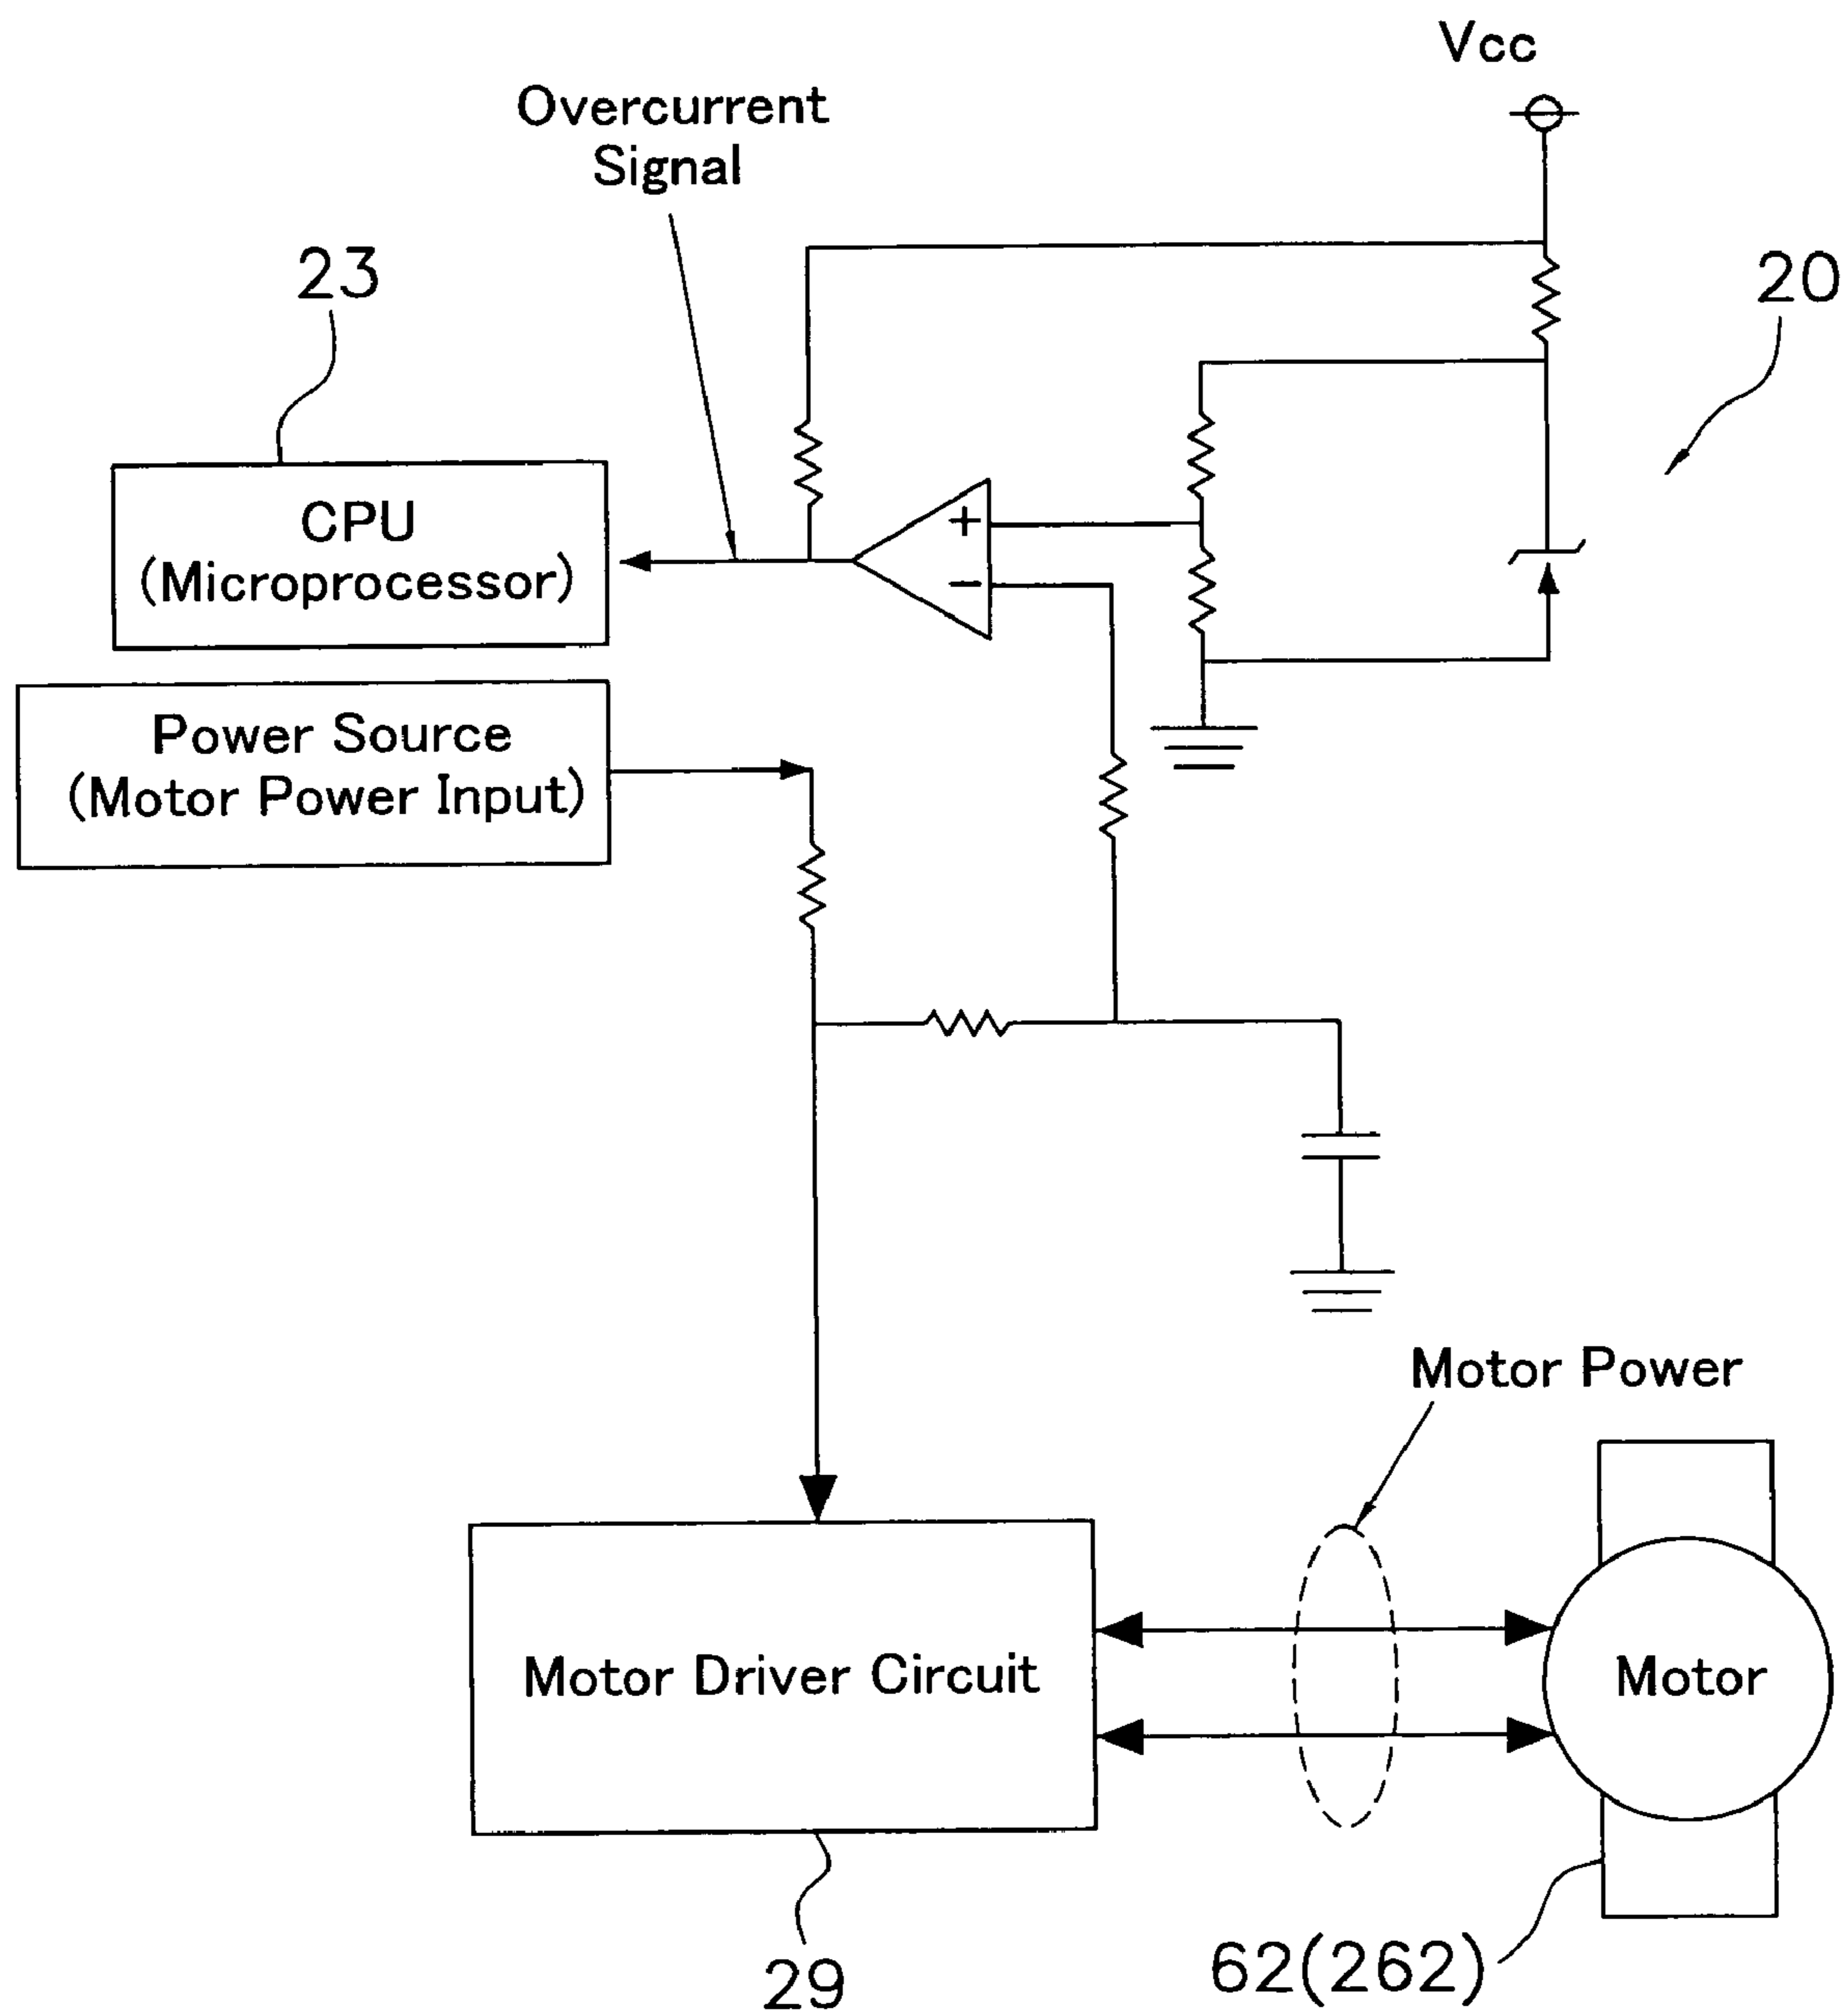 Vcc
Overcurrent
Signal
23
20
CPU
(Microprocessor)
+
−
Power Source
(Motor Power Input)
Motor Power
Motor Driver Circuit
Motor
29
62(262)